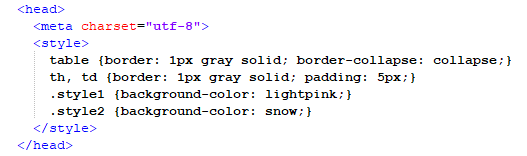 <head>
<meta charset="utf-8">
<style>
table {border: 1px gray solid; border-collapse: collapse;}
th, td {border: 1px gray solid; padding: 5px;}
.style1 {background-color: lightpink;}
.style2 {background-color: snow;}
</style>
</head>